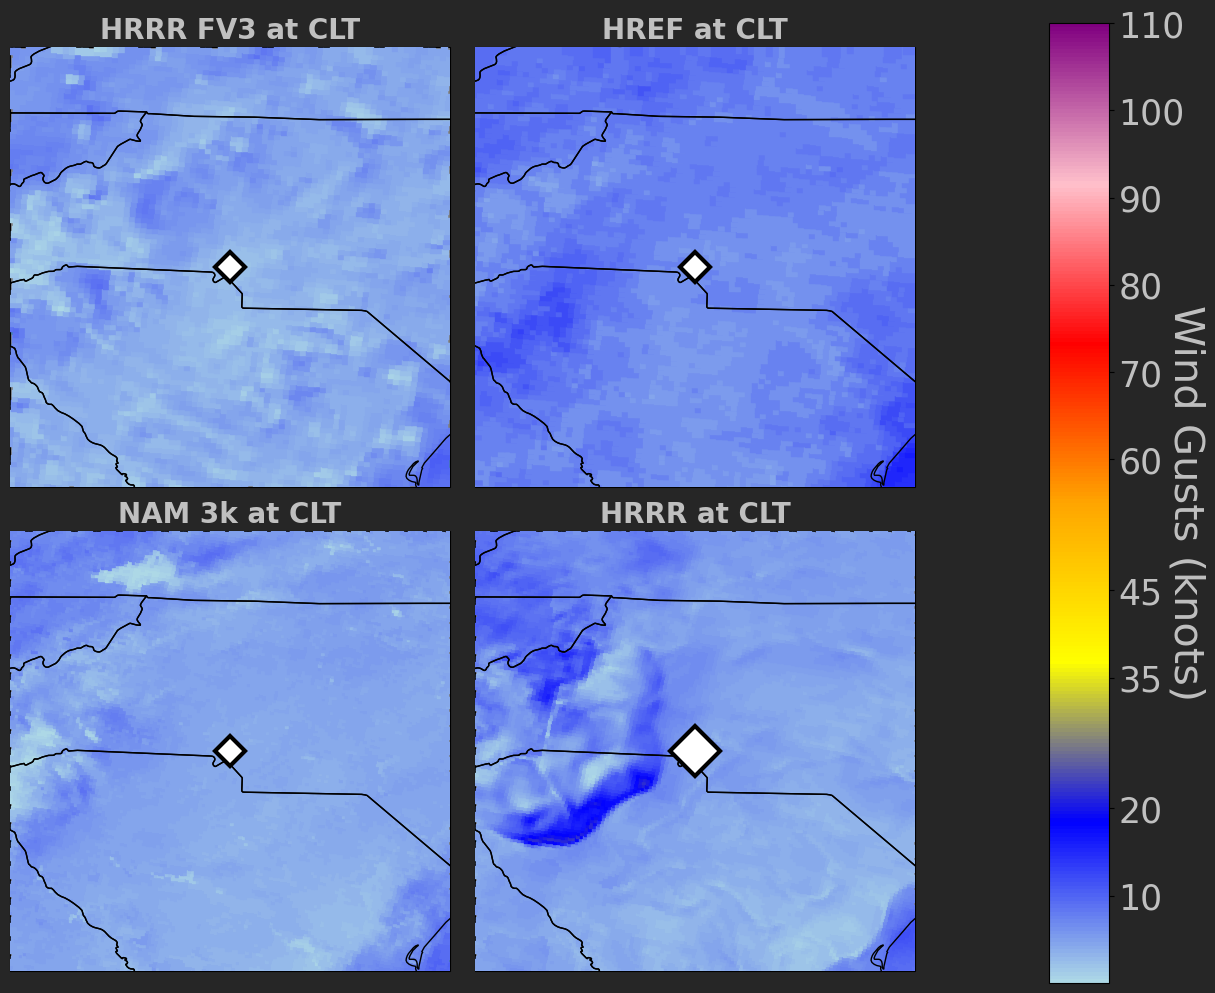 HRRR FV3 at CLT
HREF at CLT
NAM 3k at CLT
HRRR at CLT
110
100
90
80
70
60
45
35
20
10
Wind Gusts (knots)